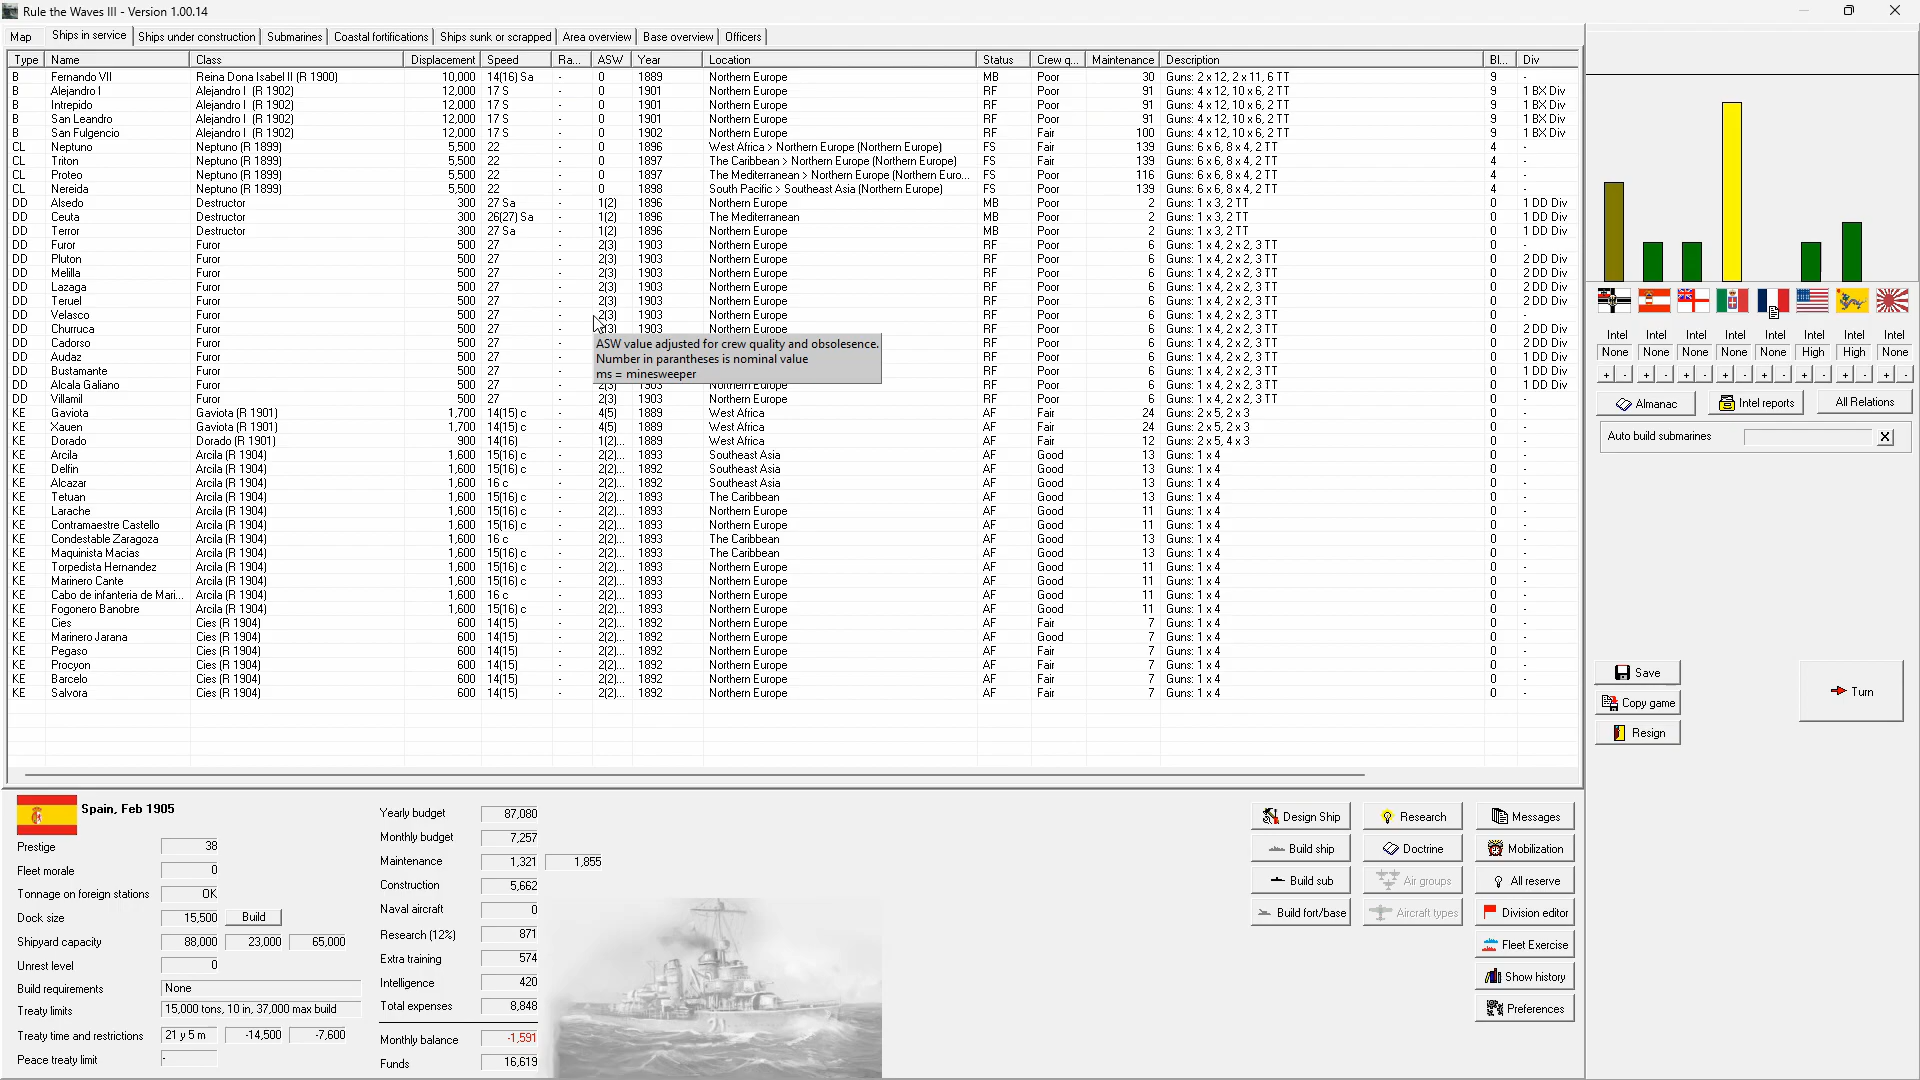 Rule the Waves III - Version 1.00.14
Map Ships in service Ships under construction Submarines Coastal fortifications Ships sunk or scrapped Area overview Base overview Officers
Type Name Class Displacement Speed Ra... ASW Year Location Status Crew q... Maintenance Description Bl... Div
B Fernando VII Reina Dona Isabel II (R 1900) 10,000 14(16) Sa - 0 1889 Northern Europe MB Poor 30 Guns: 2 x 12, 2 x 11, 6 TT 9 -
B Alejandro I Alejandro I (R 1902) 12,000 17 S - 0 1901 Northern Europe RF Poor 91 Guns: 4 x 12, 10 x 6, 2 TT 9 1 BX Div
B Intrepido Alejandro I (R 1902) 12,000 17 S - 0 1901 Northern Europe RF Poor 91 Guns: 4 x 12, 10 x 6, 2 TT 9 1 BX Div
B San Leandro Alejandro I (R 1902) 12,000 17 S - 0 1901 Northern Europe RF Poor 91 Guns: 4 x 12, 10 x 6, 2 TT 9 1 BX Div
B San Fulgencio Alejandro I (R 1902) 12,000 17 S - 0 1902 Northern Europe RF Fair 100 Guns: 4 x 12, 10 x 6, 2 TT 9 1 BX Div
CL Neptuno Neptuno (R 1899) 5,500 22 - 0 1896 West Africa > Northern Europe (Northern Europe) FS Fair 139 Guns: 6 x 6, 8 x 4, 2 TT 4 -
CL Triton Neptuno (R 1899) 5,500 22 - 0 1897 The Caribbean > Northern Europe (Northern Europe) FS Fair 139 Guns: 6 x 6, 8 x 4, 2 TT 4 -
CL Proteo Neptuno (R 1899) 5,500 22 - 0 1897 The Mediterranean > Northern Europe (Northern Euro... FS Poor 116 Guns: 6 x 6, 8 x 4, 2 TT 4 -
CL Nereida Neptuno (R 1899) 5,500 22 - 0 1898 South Pacific > Southeast Asia (Northern Europe) FS Poor 139 Guns: 6 x 6, 8 x 4, 2 TT 4 -
DD Alsedo Destructor 300 27 Sa - 1(2) 1896 Northern Europe MB Poor 2 Guns: 1 x 3, 2 TT 0 1 DD Div
DD Ceuta Destructor 300 26(27) Sa - 1(2) 1896 The Mediterranean MB Poor 2 Guns: 1 x 3, 2 TT 0 1 DD Div
DD Terror Destructor 300 27 Sa - 1(2) 1896 Northern Europe MB Poor 2 Guns: 1 x 3, 2 TT 0 1 DD Div
DD Furor Furor 500 27 - 2(3) 1903 Northern Europe RF Poor 6 Guns: 1 x 4, 2 x 2, 3 TT 0 -
DD Pluton Furor 500 27 - 2(3) 1903 Northern Europe RF Poor 6 Guns: 1 x 4, 2 x 2, 3 TT 0 2 DD Div
DD Melilla Furor 500 27 - 2(3) 1903 Northern Europe RF Poor 6 Guns: 1 x 4, 2 x 2, 3 TT 0 2 DD Div
DD Lazaga Furor 500 27 - 2(3) 1903 Northern Europe RF Poor 6 Guns: 1 x 4, 2 x 2, 3 TT 0 2 DD Div
DD Teruel Furor 500 27 - 2(3) 1903 Northern Europe RF Poor 6 Guns: 1 x 4, 2 x 2, 3 TT 0 2 DD Div
DD Velasco Furor 500 27 - 2(3) 1903 Northern Europe RF Poor 6 Guns: 1 x 4, 2 x 2, 3 TT 0 -
DD Churruca Furor 500 27 - 2(3) 1903 Northern Europe RF Poor 6 Guns: 1 x 4, 2 x 2, 3 TT 0 2 DD Div
DD Cadorso Furor 500 27 - RF Poor 6 Guns: 1 x 4, 2 x 2, 3 TT 0 2 DD Div
DD Audaz Furor 500 27 - RF Poor 6 Guns: 1 x 4, 2 x 2, 3 TT 0 1 DD Div
DD Bustamante Furor 500 27 - RF Poor 6 Guns: 1 x 4, 2 x 2, 3 TT 0 1 DD Div
DD Alcala Galiano Furor 500 27 - 2(3) 1903 Northern Europe RF Poor 6 Guns: 1 x 4, 2 x 2, 3 TT 0 1 DD Div
DD Villamil Furor 500 27 - 2(3) 1903 Northern Europe RF Poor 6 Guns: 1 x 4, 2 x 2, 3 TT 0 -
ASW value adjusted for crew quality and obsolesence.
Number in parantheses is nominal value
ms = minesweeper
KE Gaviota Gaviota (R 1901) 1,700 14(15) c - 4(5) 1889 West Africa AF Fair 24 Guns: 2 x 5, 2 x 3 0 -
KE Xauen Gaviota (R 1901) 1,700 14(15) c - 4(5) 1889 West Africa AF Fair 24 Guns: 2 x 5, 2 x 3 0 -
KE Dorado Dorado (R 1901) 900 14(16) - 1(2)... 1889 West Africa AF Fair 12 Guns: 2 x 5, 4 x 3 0 -
KE Arcila Arcila (R 1904) 1,600 15(16) c - 2(2)... 1892 Southeast Asia AF Good 13 Guns: 1 x 4 0 -
KE Delfin Arcila (R 1904) 1,600 15(16) c - 2(2)... 1892 Southeast Asia AF Good 13 Guns: 1 x 4 0 -
KE Alcazar Arcila (R 1904) 1,600 16 c - 2(2)... 1892 Southeast Asia AF Good 13 Guns: 1 x 4 0 -
KE Tetuan Arcila (R 1904) 1,600 15(16) c - 2(2)... 1893 The Caribbean AF Good 13 Guns: 1 x 4 0 -
KE Larache Arcila (R 1904) 1,600 15(16) c - 2(2)... 1893 Northern Europe AF Good 11 Guns: 1 x 4 0 -
KE Contramaestre Castello Arcila (R 1904) 1,600 15(16) c - 2(2)... 1893 Northern Europe AF Good 11 Guns: 1 x 4 0 -
KE Condestable Zaragoza Arcila (R 1904) 1,600 16 c - 2(2)... 1893 The Caribbean AF Good 13 Guns: 1 x 4 0 -
KE Maquinista Macias Arcila (R 1904) 1,600 15(16) c - 2(2)... 1893 The Caribbean AF Good 13 Guns: 1 x 4 0 -
KE Torpedista Hernandez Arcila (R 1904) 1,600 15(16) c - 2(2)... 1893 Northern Europe AF Good 11 Guns: 1 x 4 0 -
KE Marinero Cante Arcila (R 1904) 1,600 15(16) c - 2(2)... 1893 Northern Europe AF Good 11 Guns: 1 x 4 0 -
KE Cabo de infanteria de Mari... Arcila (R 1904) 1,600 16 c - 2(2)... 1893 Northern Europe AF Good 11 Guns: 1 x 4 0 -
KE Fogonero Banobre Arcila (R 1904) 1,600 15(16) c - 2(2)... 1893 Northern Europe AF Good 11 Guns: 1 x 4 0 -
KE Cies Cies (R 1904) 600 14(15) - 2(2)... 1892 Northern Europe AF Fair 7 Guns: 1 x 4 0 -
KE Marinero Jarana Cies (R 1904) 600 14(15) - 2(2)... 1892 Northern Europe AF Good 7 Guns: 1 x 4 0 -
KE Pegaso Cies (R 1904) 600 14(15) - 2(2)... 1892 Northern Europe AF Fair 7 Guns: 1 x 4 0 -
KE Procyon Cies (R 1904) 600 14(15) - 2(2)... 1892 Northern Europe AF Fair 7 Guns: 1 x 4 0 -
KE Barcelo Cies (R 1904) 600 14(15) - 2(2)... 1892 Northern Europe AF Fair 7 Guns: 1 x 4 0 -
KE Salvora Cies (R 1904) 600 14(15) - 2(2)... 1892 Northern Europe AF Fair 7 Guns: 1 x 4 0 -
Intel Intel Intel Intel Intel Intel Intel Intel
None None None None None High High None
+ - + - + - + - + - + - + - + -
Almanac Intel reports All Relations
Auto build submarines X
Save
Copy game
Resign
Turn
Spain, Feb 1905
Prestige 38
Fleet morale 0
Tonnage on foreign stations OK
Dock size 15,500 Build
Shipyard capacity 88,000 23,000 65,000
Unrest level 0
Build requirements None
Treaty limits 15,000 tons, 10 in, 37,000 max build
Treaty time and restrictions 21 y 5 m -14,500 -7,600
Peace treaty limit -
Yearly budget 87,080
Monthly budget 7,257
Maintenance 1,321 1,855
Construction 5,662
Naval aircraft 0
Research (12%) 871
Extra training 574
Intelligence 420
Total expenses 8,848
Monthly balance -1,591
Funds 16,619
Design Ship Research Messages
Build ship Doctrine Mobilization
Build sub Air groups All reserve
Build fort/base Aircraft types Division editor
Fleet Exercise
Show history
Preferences